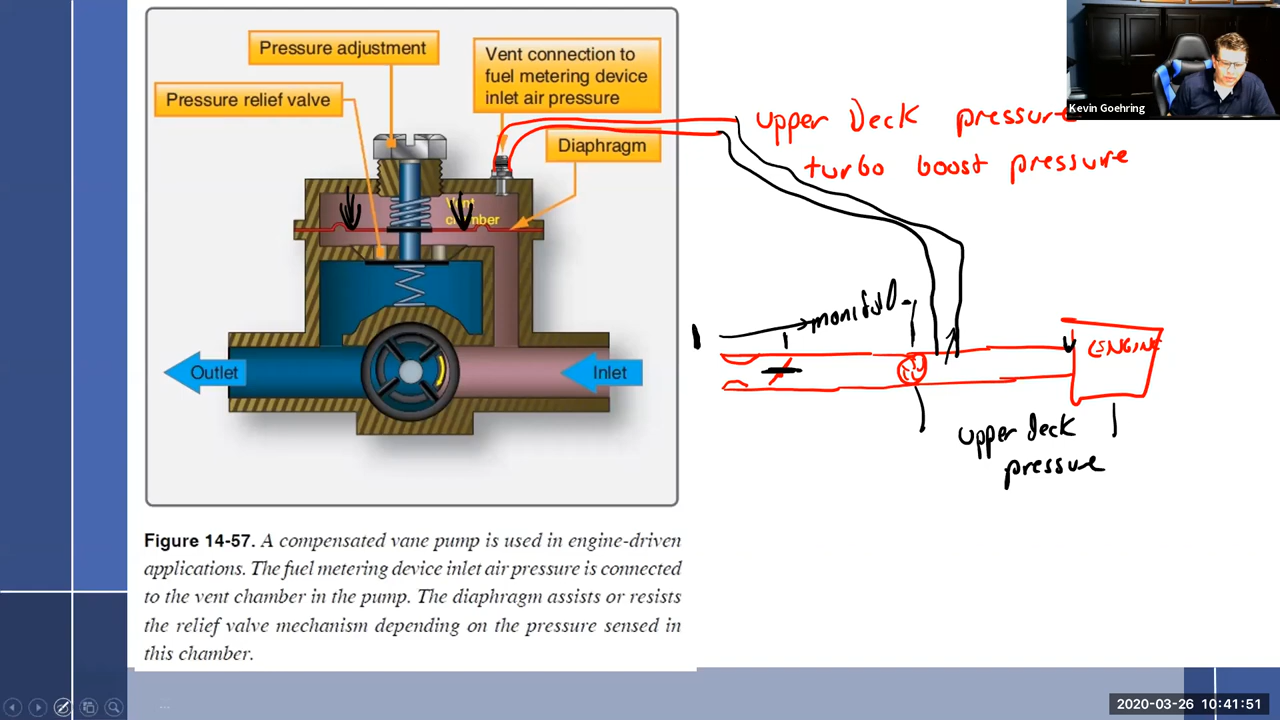 Pressure adjustment
Pressure relief valve
Vent connection to
fuel metering device
inlet air pressure
Diaphragm
Vent
chamber
Outlet
Inlet
Figure 14-57. A compensated vane pump is used in engine-driven
applications. The fuel metering device inlet air pressure is connected
to the vent chamber in the pump. The diaphragm assists or resists
the relief valve mechanism depending on the pressure sensed in
this chamber.
upper Deck pressure
turbo boost pressure
ENGINE
upper deck
pressure
Kevin Goehring
2020-03-26 10:41:51